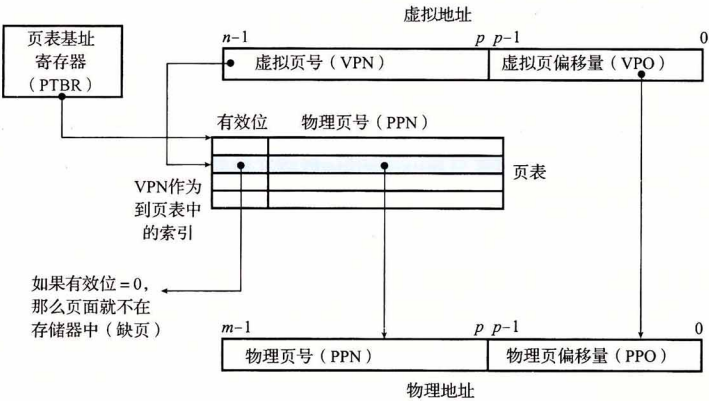 虚拟地址
页表基址
寄存器
(PTBR)
n-1
p p-1
0
虚拟页号(VPN)
虚拟页偏移量(VPO)
有效位
物理页号(PPN)
页表
VPN作为
到页表中
的索引
如果有效位=0,
那么页面就不在
存储器中(缺页)
m-1
p p-1
0
物理页号(PPN)
物理页偏移量(PPO)
物理地址